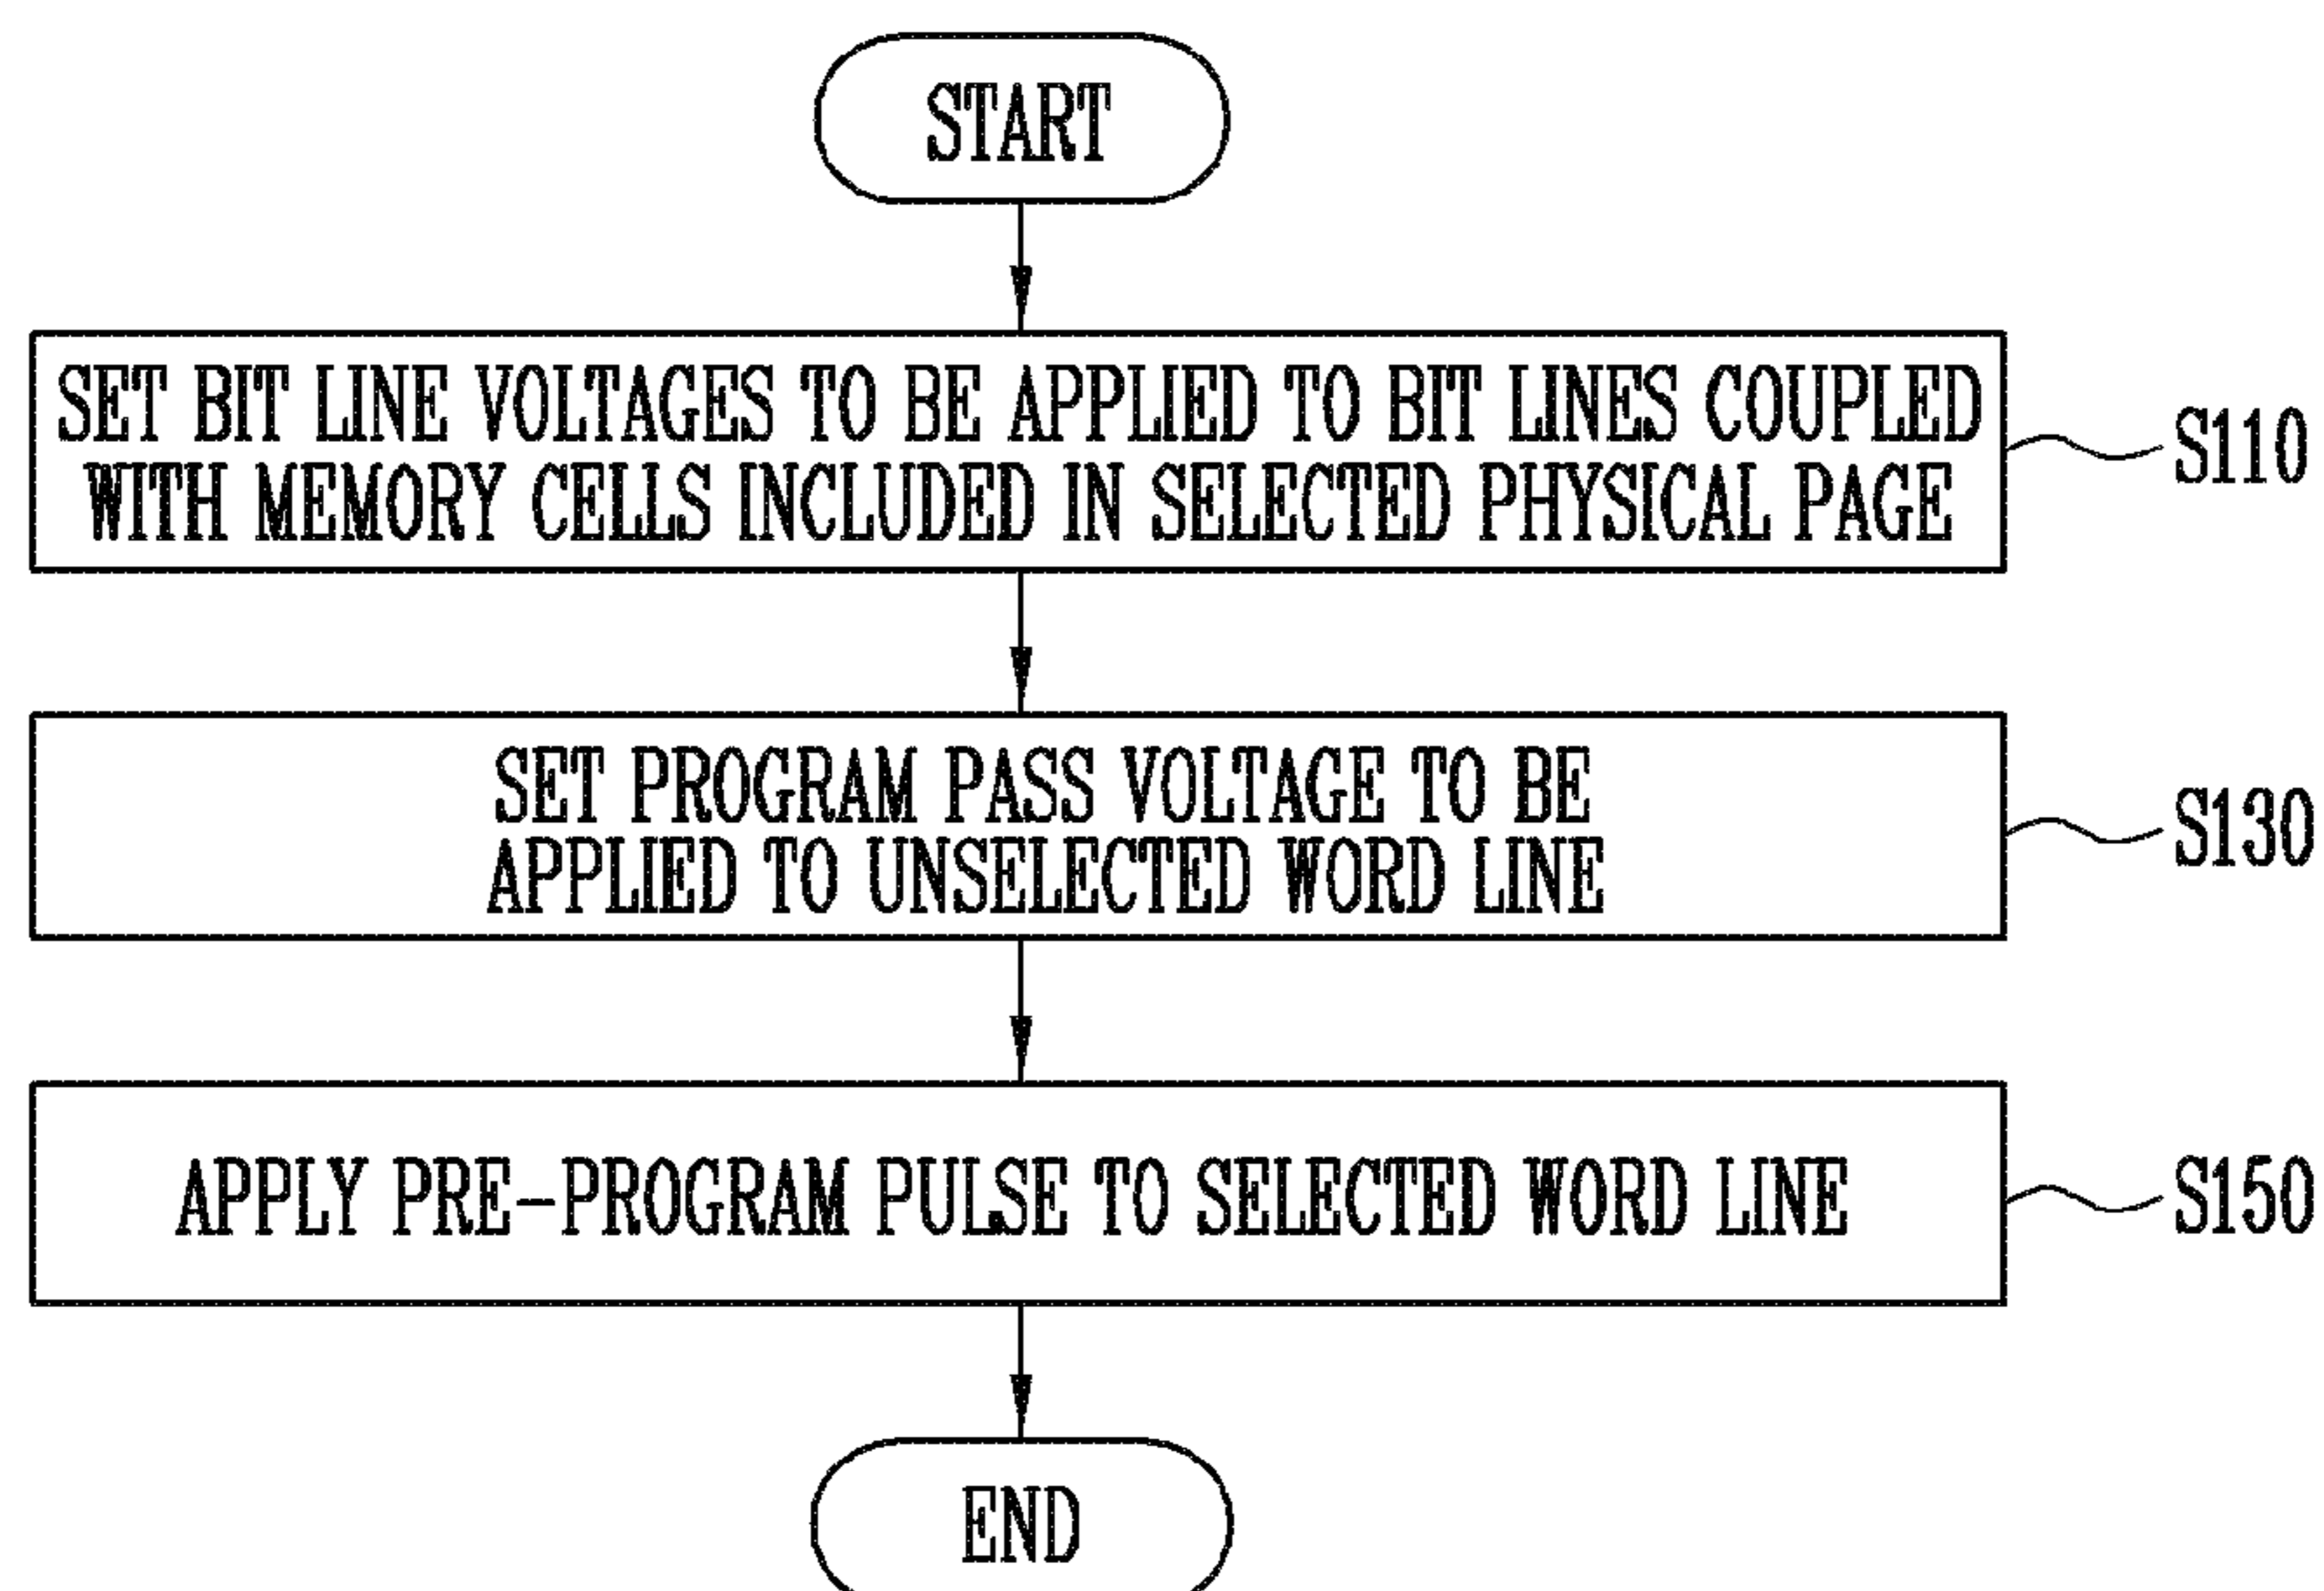 START
SET BIT LINE VOLTAGES TO BE APPLIED TO BIT LINES COUPLED
WITH MEMORY CELLS INCLUDED IN SELECTED PHYSICAL PAGE
S110
SET PROGRAM PASS VOLTAGE TO BE
APPLIED TO UNSELECTED WORD LINE
S130
APPLY PRE-PROGRAM PULSE TO SELECTED WORD LINE
S150
END